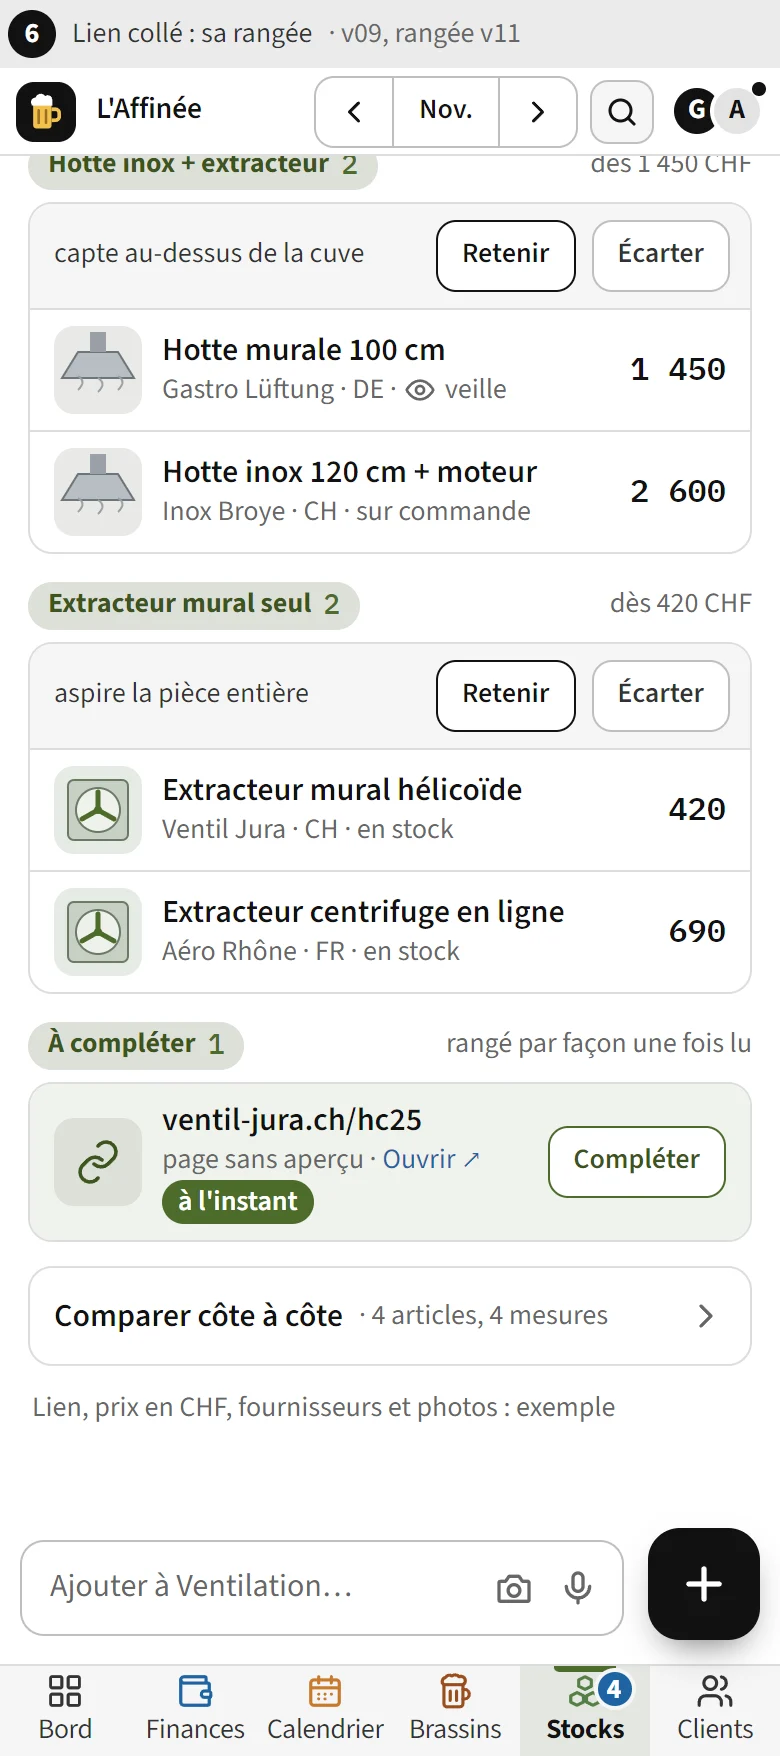 6 Lien collé : sa rangée · v09, rangée v11
L'Affinée Nov. G A
Hotte inox + extracteur 2 dès 1 450 CHF
capte au-dessus de la cuve Retenir Écarter
Hotte murale 100 cm 1 450
Gastro Lüftung · DE · veille
Hotte inox 120 cm + moteur 2 600
Inox Broye · CH · sur commande
Extracteur mural seul 2 dès 420 CHF
aspire la pièce entière Retenir Écarter
Extracteur mural hélicoïde 420
Ventil Jura · CH · en stock
Extracteur centrifuge en ligne 690
Aéro Rhône · FR · en stock
À compléter 1 rangé par façon une fois lu
ventil-jura.ch/hc25
page sans aperçu · Ouvrir ↗ Compléter
à l'instant
Comparer côte à côte · 4 articles, 4 mesures
Lien, prix en CHF, fournisseurs et photos : exemple
Ajouter à Ventilation…
4
Bord Finances Calendrier Brassins Stocks Clients